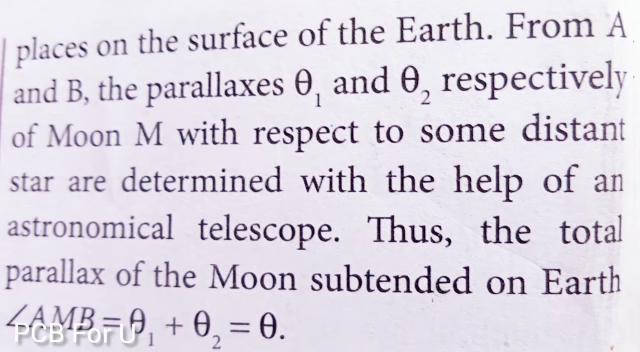 places on the surface of the Earth. From A
and B, the parallaxes θ₁ and θ₂ respectively
of Moon M with respect to some distant
star are determined with the help of an
astronomical telescope. Thus, the total
parallax of the Moon subtended on Earth
∠AMB = θ₁ + θ₂ = θ.
PCB For U